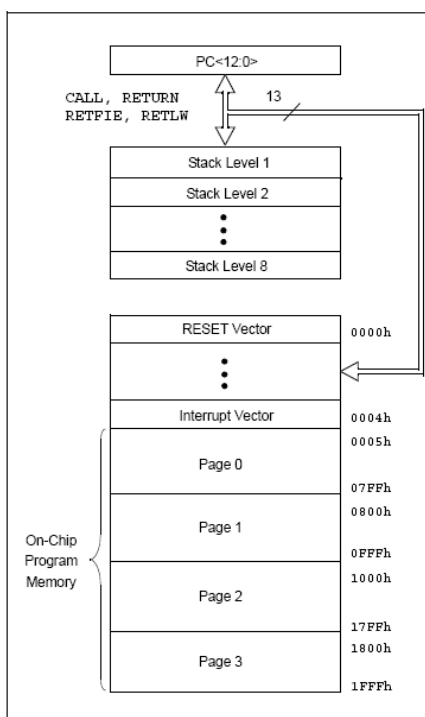 PC<12:0>
CALL, RETURN
RETFIE, RETLW
13
Stack Level 1
Stack Level 2
Stack Level 8
RESET Vector
0000h
Interrupt Vector
0004h
0005h
Page 0
07FFh
0800h
Page 1
0FFFh
On-Chip
Program
Memory
1000h
Page 2
17FFh
1800h
Page 3
1FFFh